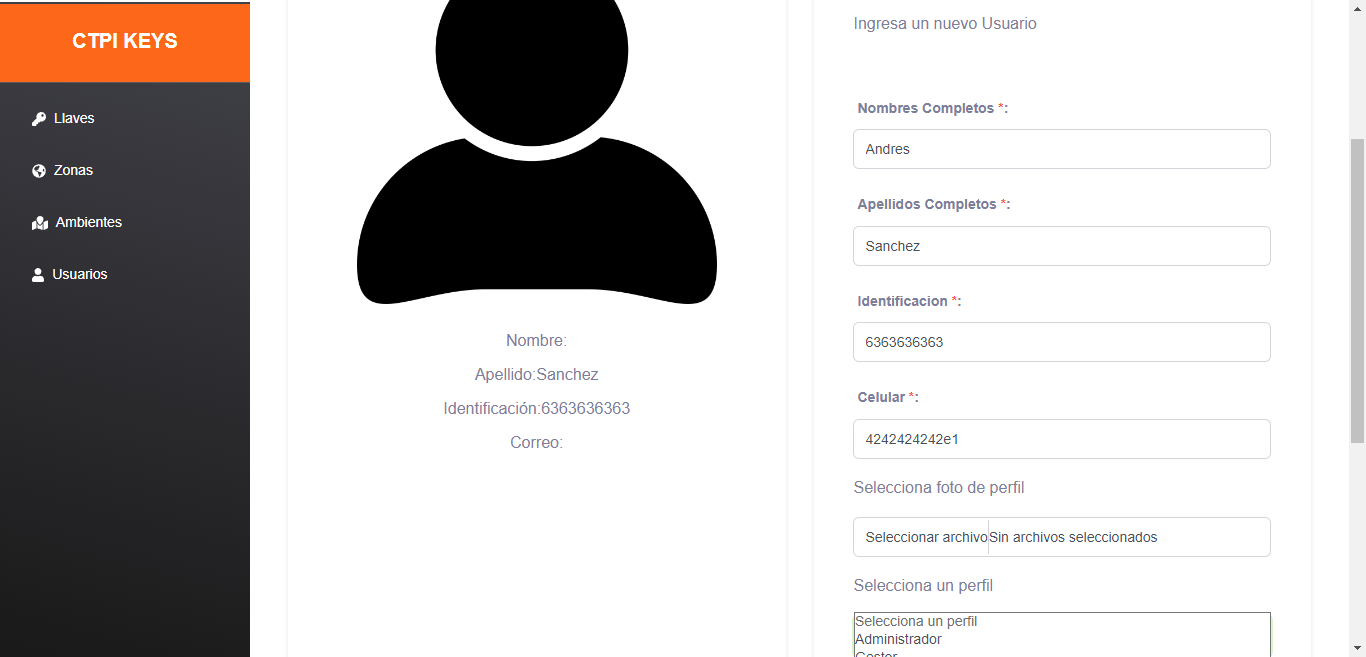 CTPI KEYS
Llaves
Zonas
Ambientes
Usuarios
Nombre:
Apellido:Sanchez
Identificación:6363636363
Correo:
Ingresa un nuevo Usuario
Nombres Completos *:
Andres
Apellidos Completos *:
Sanchez
Identificacion *:
6363636363
Celular *:
4242424242e1
Selecciona foto de perfil
Seleccionar archivo Sin archivos seleccionados
Selecciona un perfil
Selecciona un perfil
Administrador
Gestor